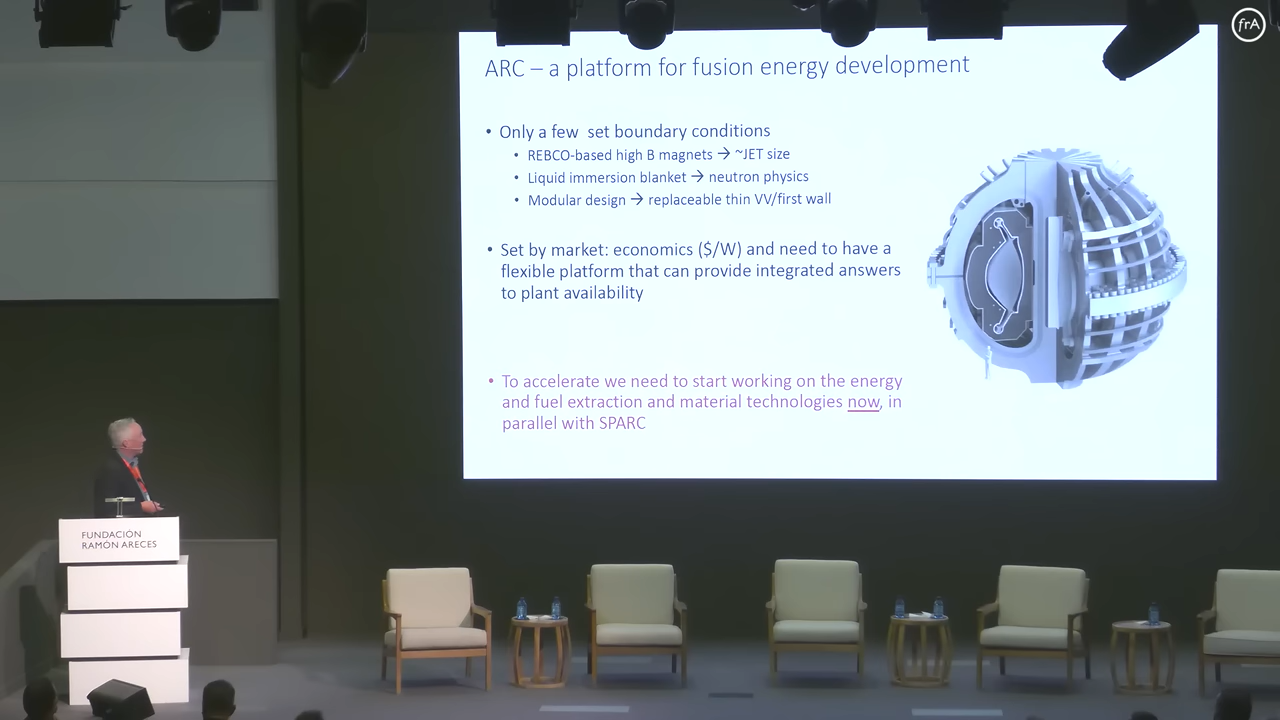 frA
ARC – a platform for fusion energy development
• Only a few set boundary conditions
• REBCO-based high B magnets → ~JET size
• Liquid immersion blanket → neutron physics
• Modular design → replaceable thin VV/first wall
• Set by market: economics ($/W) and need to have a
flexible platform that can provide integrated answers
to plant availability
• To accelerate we need to start working on the energy
and fuel extraction and material technologies now, in
parallel with SPARC
FUNDACIÓN
RAMÓN ARECES